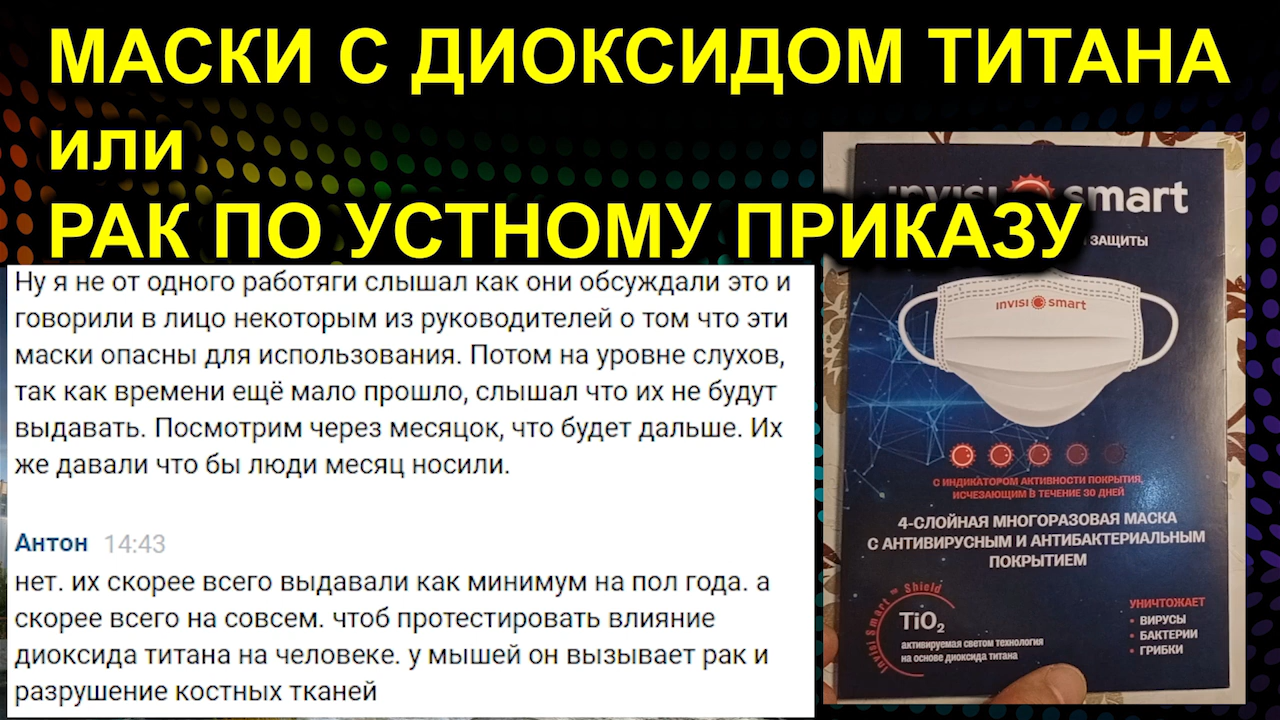 МАСКИ С ДИОКСИДОМ ТИТАНА
или
РАК ПО УСТНОМУ ПРИКАЗУ
Ну я не от одного работяги слышал как они обсуждали это и
говорили в лицо некоторым из руководителей о том что эти
маски опасны для использования. Потом на уровне слухов,
так как времени ещё мало прошло, слышал что их не будут
выдавать. Посмотрим через месяцок, что будет дальше. Их
же давали что бы люди месяц носили.
Антон 14:43
нет. их скорее всего выдавали как минимум на пол года. а
скорее всего на совсем. чтоб протестировать влияние
диоксида титана на человеке. у мышей он вызывает рак и
разрушение костных тканей
invisi smart
ЗАЩИТЫ
invisi smart
С ИНДИКАТОРОМ АКТИВНОСТИ ПОКРЫТИЯ,
ИСЧЕЗАЮЩИМ В ТЕЧЕНИЕ 30 ДНЕЙ
4-СЛОЙНАЯ МНОГОРАЗОВАЯ МАСКА
С АНТИВИРУСНЫМ И АНТИБАКТЕРИАЛЬНЫМ
ПОКРЫТИЕМ
Invisi Smart Shield
TiO2
активируемая светом технология
на основе диоксида титана
УНИЧТОЖАЕТ
• ВИРУСЫ
• БАКТЕРИИ
• ГРИБКИ